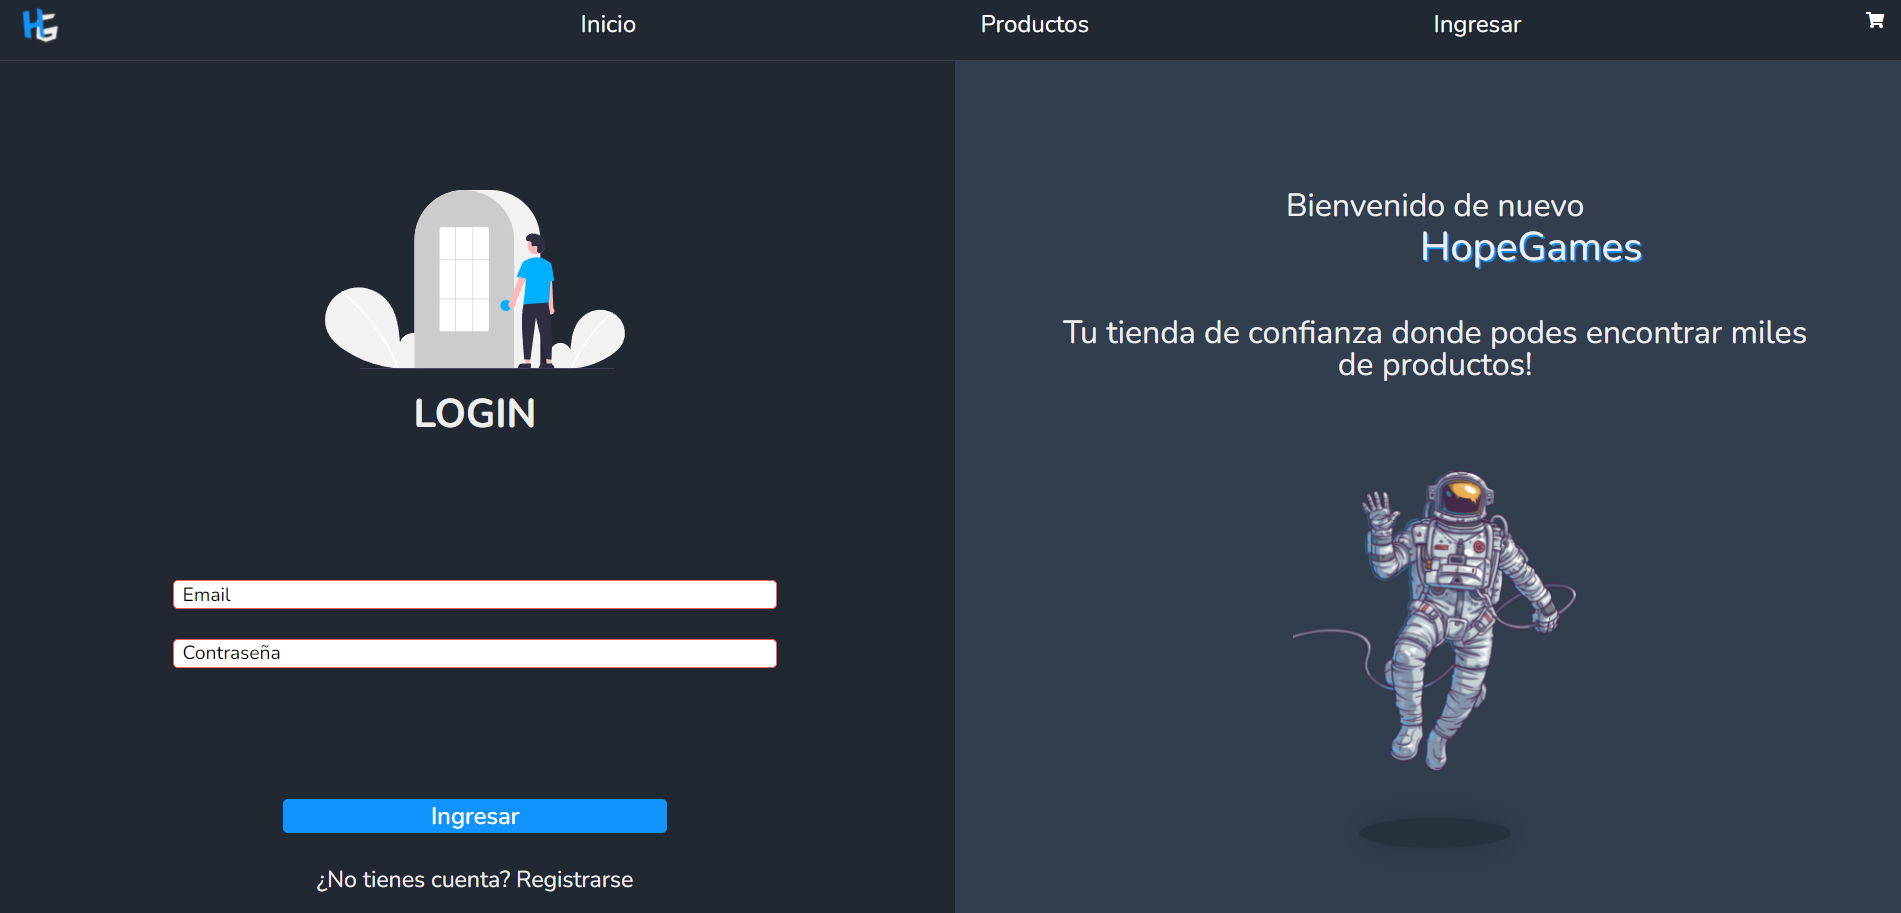 HG
Inicio
Productos
Ingresar
LOGIN
Email
Contraseña
Ingresar
¿No tienes cuenta? Registrarse
Bienvenido de nuevo
HopeGames
Tu tienda de confianza donde podes encontrar miles
de productos!